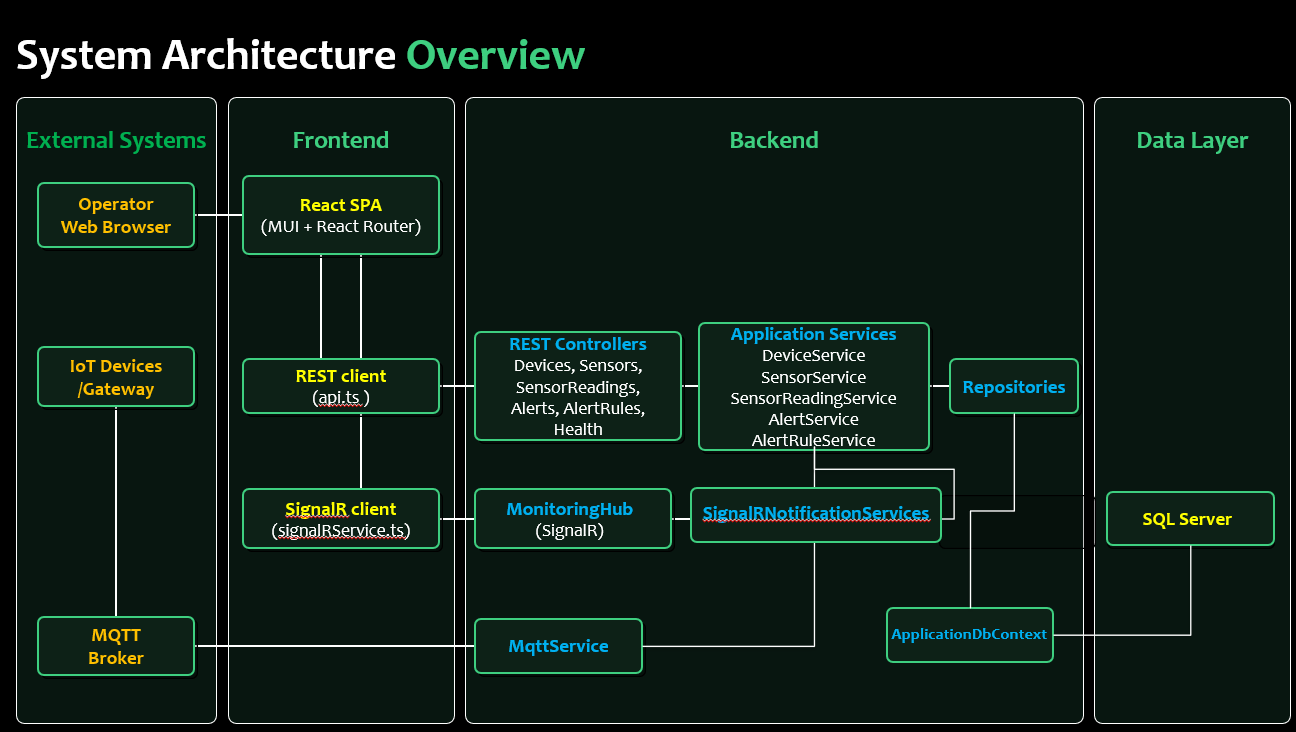 System Architecture Overview
External Systems
Operator
Web Browser
IoT Devices
/Gateway
MQTT
Broker
Frontend
React SPA
(MUI + React Router)
REST client
(api.ts )
SignalR client
(signalRService.ts)
Backend
REST Controllers
Devices, Sensors,
SensorReadings,
Alerts, AlertRules,
Health
Application Services
DeviceService
SensorService
SensorReadingService
AlertService
AlertRuleService
Repositories
MonitoringHub
(SignalR)
SignalRNotificationServices
MqttService
ApplicationDbContext
Data Layer
SQL Server